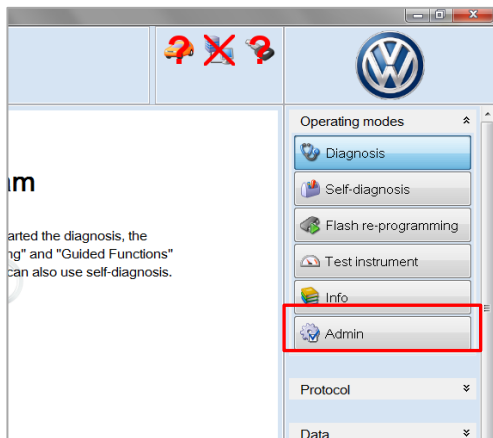 am
arted the diagnosis, the
ng" and "Guided Functions"
can also use self-diagnosis.
Operating modes
Diagnosis
Self-diagnosis
Flash re-programming
Test instrument
Info
Admin
Protocol
Data